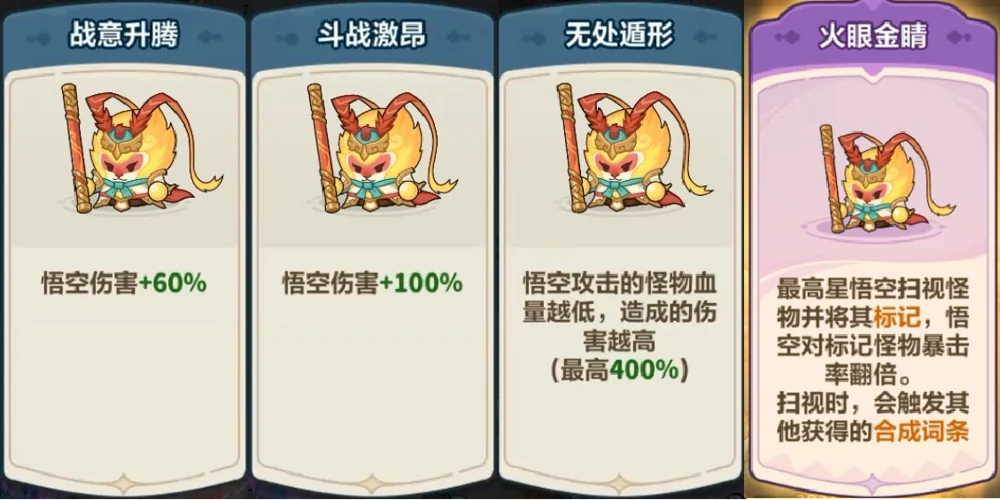 战意升腾
悟空伤害+60%
斗战激昂
悟空伤害+100%
无处遁形
悟空攻击的怪物血
量越低，造成的伤
害越高
(最高400%)
火眼金睛
最高星悟空扫视怪
物并将其标记，悟
空对标记怪物暴击
率翻倍。
扫视时，会触发其
他获得的合成词条